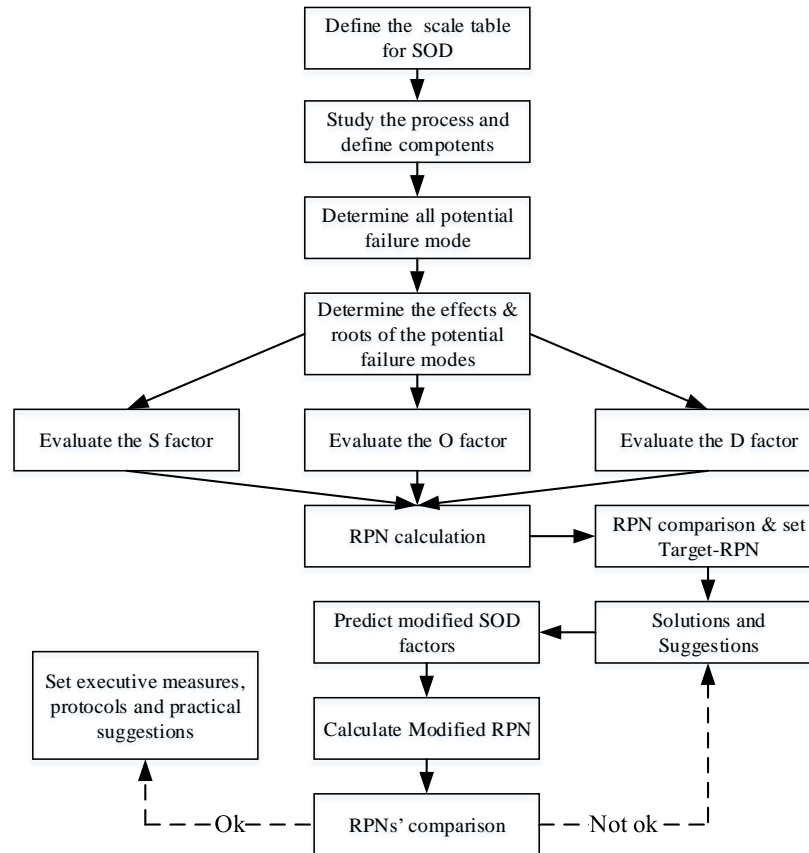 Define the scale table
for SOD
Study the process and
define compotents
Determine all potential
failure mode
Determine the effects &
roots of the potential
failure modes
Evaluate the S factor
Evaluate the O factor
Evaluate the D factor
RPN calculation
RPN comparison & set
Target-RPN
Predict modified SOD
factors
Solutions and
Suggestions
Set executive measures,
protocols and practical
suggestions
Calculate Modified RPN
Ok
RPNs’ comparison
Not ok